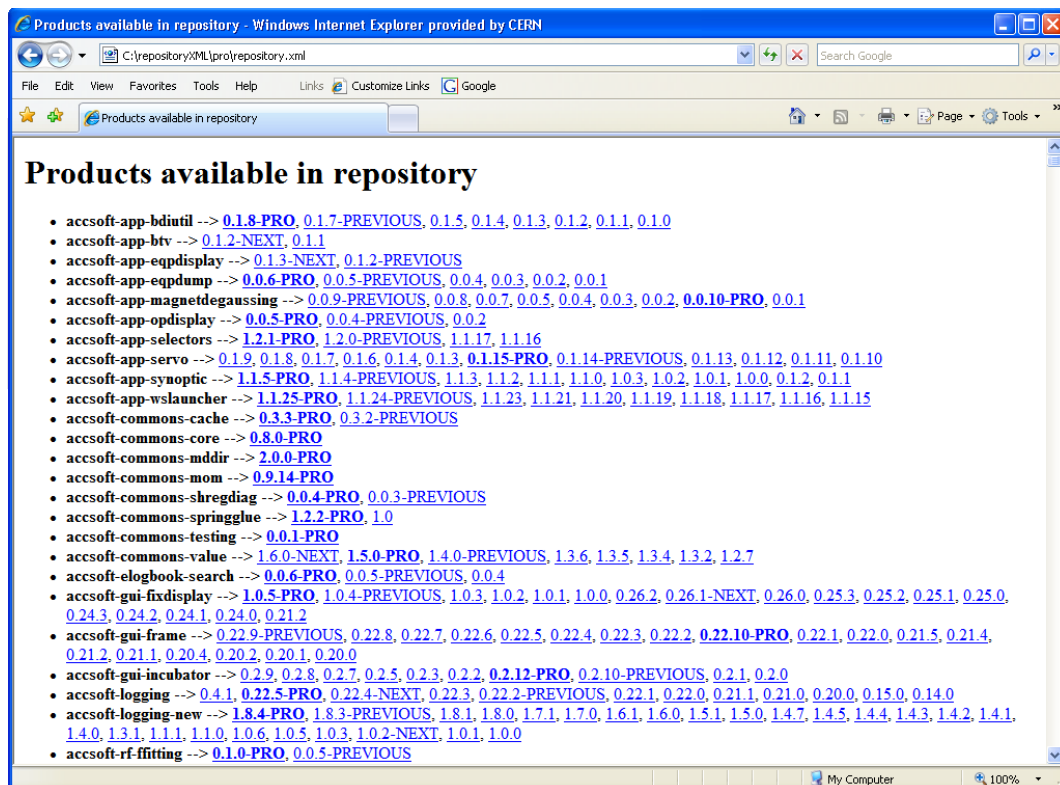 Products available in repository - Windows Internet Explorer provided by CERN
C:\repositoryXML\pro\repository.xml
Search Google
File Edit View Favorites Tools Help Links Customize Links Google
Products available in repository
Page Tools
Products available in repository
• accsoft-app-bdiutil --> 0.1.8-PRO, 0.1.7-PREVIOUS, 0.1.5, 0.1.4, 0.1.3, 0.1.2, 0.1.1, 0.1.0
• accsoft-app-btv --> 0.1.2-NEXT, 0.1.1
• accsoft-app-eqpdisplay --> 0.1.3-NEXT, 0.1.2-PREVIOUS
• accsoft-app-eqpdump --> 0.0.6-PRO, 0.0.5-PREVIOUS, 0.0.4, 0.0.3, 0.0.2, 0.0.1
• accsoft-app-magnetdegaussing --> 0.0.9-PREVIOUS, 0.0.8, 0.0.7, 0.0.5, 0.0.4, 0.0.3, 0.0.2, 0.0.10-PRO, 0.0.1
• accsoft-app-opdisplay --> 0.0.5-PRO, 0.0.4-PREVIOUS, 0.0.2
• accsoft-app-selectors --> 1.2.1-PRO, 1.2.0-PREVIOUS, 1.1.17, 1.1.16
• accsoft-app-servo --> 0.1.9, 0.1.8, 0.1.7, 0.1.6, 0.1.4, 0.1.3, 0.1.15-PRO, 0.1.14-PREVIOUS, 0.1.13, 0.1.12, 0.1.11, 0.1.10
• accsoft-app-synoptic --> 1.1.5-PRO, 1.1.4-PREVIOUS, 1.1.3, 1.1.2, 1.1.1, 1.1.0, 1.0.3, 1.0.2, 1.0.1, 1.0.0, 0.1.2, 0.1.1
• accsoft-app-wslauncher --> 1.1.25-PRO, 1.1.24-PREVIOUS, 1.1.23, 1.1.21, 1.1.20, 1.1.19, 1.1.18, 1.1.17, 1.1.16, 1.1.15
• accsoft-commons-cache --> 0.3.3-PRO, 0.3.2-PREVIOUS
• accsoft-commons-core --> 0.8.0-PRO
• accsoft-commons-mddir --> 2.0.0-PRO
• accsoft-commons-mom --> 0.9.14-PRO
• accsoft-commons-shregdiag --> 0.0.4-PRO, 0.0.3-PREVIOUS
• accsoft-commons-springglue --> 1.2.2-PRO, 1.0
• accsoft-commons-testing --> 0.0.1-PRO
• accsoft-commons-value --> 1.6.0-NEXT, 1.5.0-PRO, 1.4.0-PREVIOUS, 1.3.6, 1.3.5, 1.3.4, 1.3.2, 1.2.7
• accsoft-elogbook-search --> 0.0.6-PRO, 0.0.5-PREVIOUS, 0.0.4
• accsoft-gui-fixdisplay --> 1.0.5-PRO, 1.0.4-PREVIOUS, 1.0.3, 1.0.2, 1.0.1, 1.0.0, 0.26.2, 0.26.1-NEXT, 0.26.0, 0.25.3, 0.25.2, 0.25.1, 0.25.0,
0.24.3, 0.24.2, 0.24.1, 0.24.0, 0.21.2
• accsoft-gui-frame --> 0.22.9-PREVIOUS, 0.22.8, 0.22.7, 0.22.6, 0.22.5, 0.22.4, 0.22.3, 0.22.2, 0.22.10-PRO, 0.22.1, 0.22.0, 0.21.5, 0.21.4,
0.21.2, 0.21.1, 0.20.4, 0.20.2, 0.20.1, 0.20.0
• accsoft-gui-incubator --> 0.2.9, 0.2.8, 0.2.7, 0.2.5, 0.2.3, 0.2.2, 0.2.12-PRO, 0.2.10-PREVIOUS, 0.2.1, 0.2.0
• accsoft-logging --> 0.4.1, 0.22.5-PRO, 0.22.4-NEXT, 0.22.3, 0.22.2-PREVIOUS, 0.22.1, 0.22.0, 0.21.1, 0.21.0, 0.20.0, 0.15.0, 0.14.0
• accsoft-logging-new --> 1.8.4-PRO, 1.8.3-PREVIOUS, 1.8.1, 1.8.0, 1.7.1, 1.7.0, 1.6.1, 1.6.0, 1.5.1, 1.5.0, 1.4.7, 1.4.5, 1.4.4, 1.4.3, 1.4.2, 1.4.1,
1.4.0, 1.3.1, 1.1.1, 1.1.0, 1.0.6, 1.0.5, 1.0.3, 1.0.2-NEXT, 1.0.1, 1.0.0
• accsoft-rf-ffitting --> 0.1.0-PRO, 0.0.5-PREVIOUS
My Computer 100%